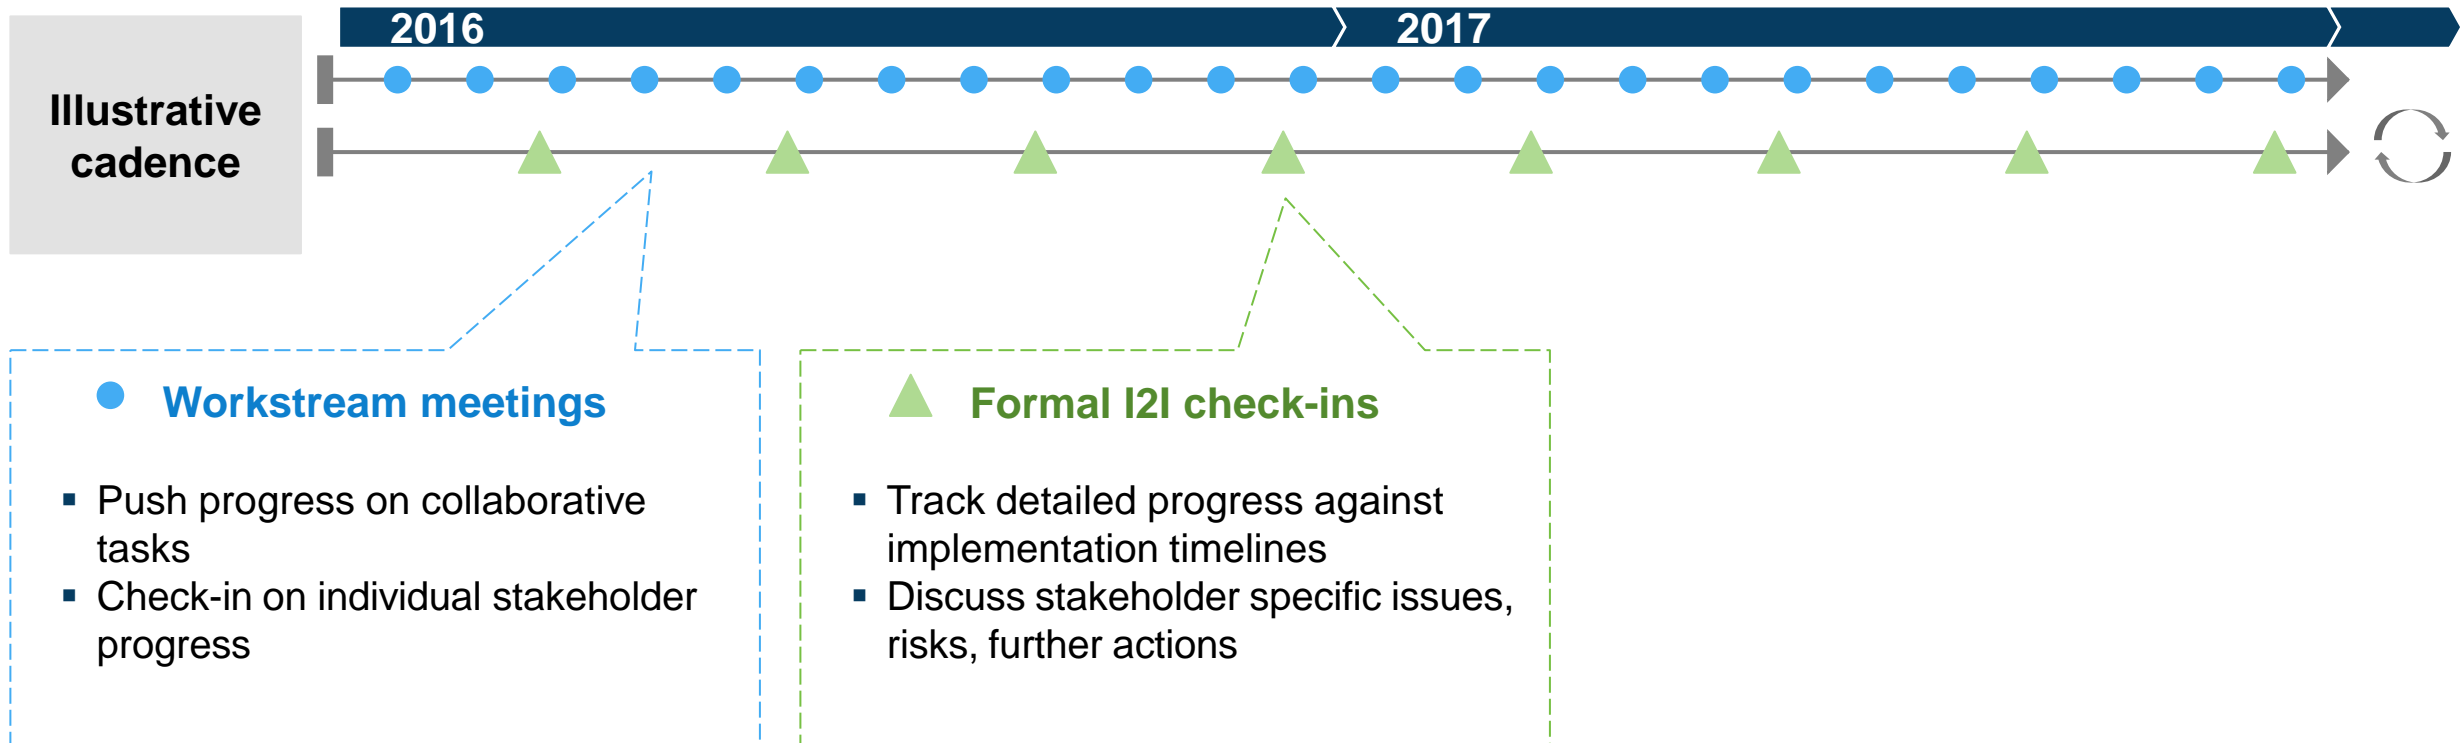 2016
2017
Illustrative
cadence
Workstream meetings
▪ Push progress on collaborative
tasks
▪ Check-in on individual stakeholder
progress
Formal I2I check-ins
▪ Track detailed progress against
implementation timelines
▪ Discuss stakeholder specific issues,
risks, further actions